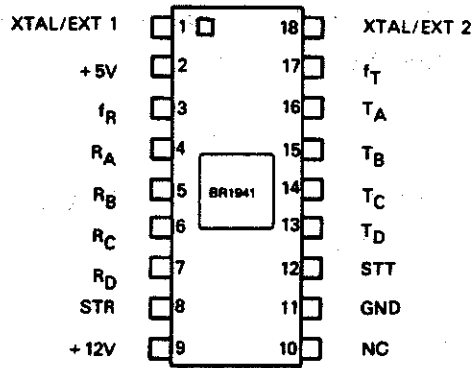 XTAL/EXT 1 1 18 XTAL/EXT 2
+5V 2 17 fT
fR 3 16 TA
RA 4 15 TB
RB 5 BR1941 14 TC
RC 6 13 TD
RD 7 12 STT
STR 8 11 GND
+12V 9 10 NC